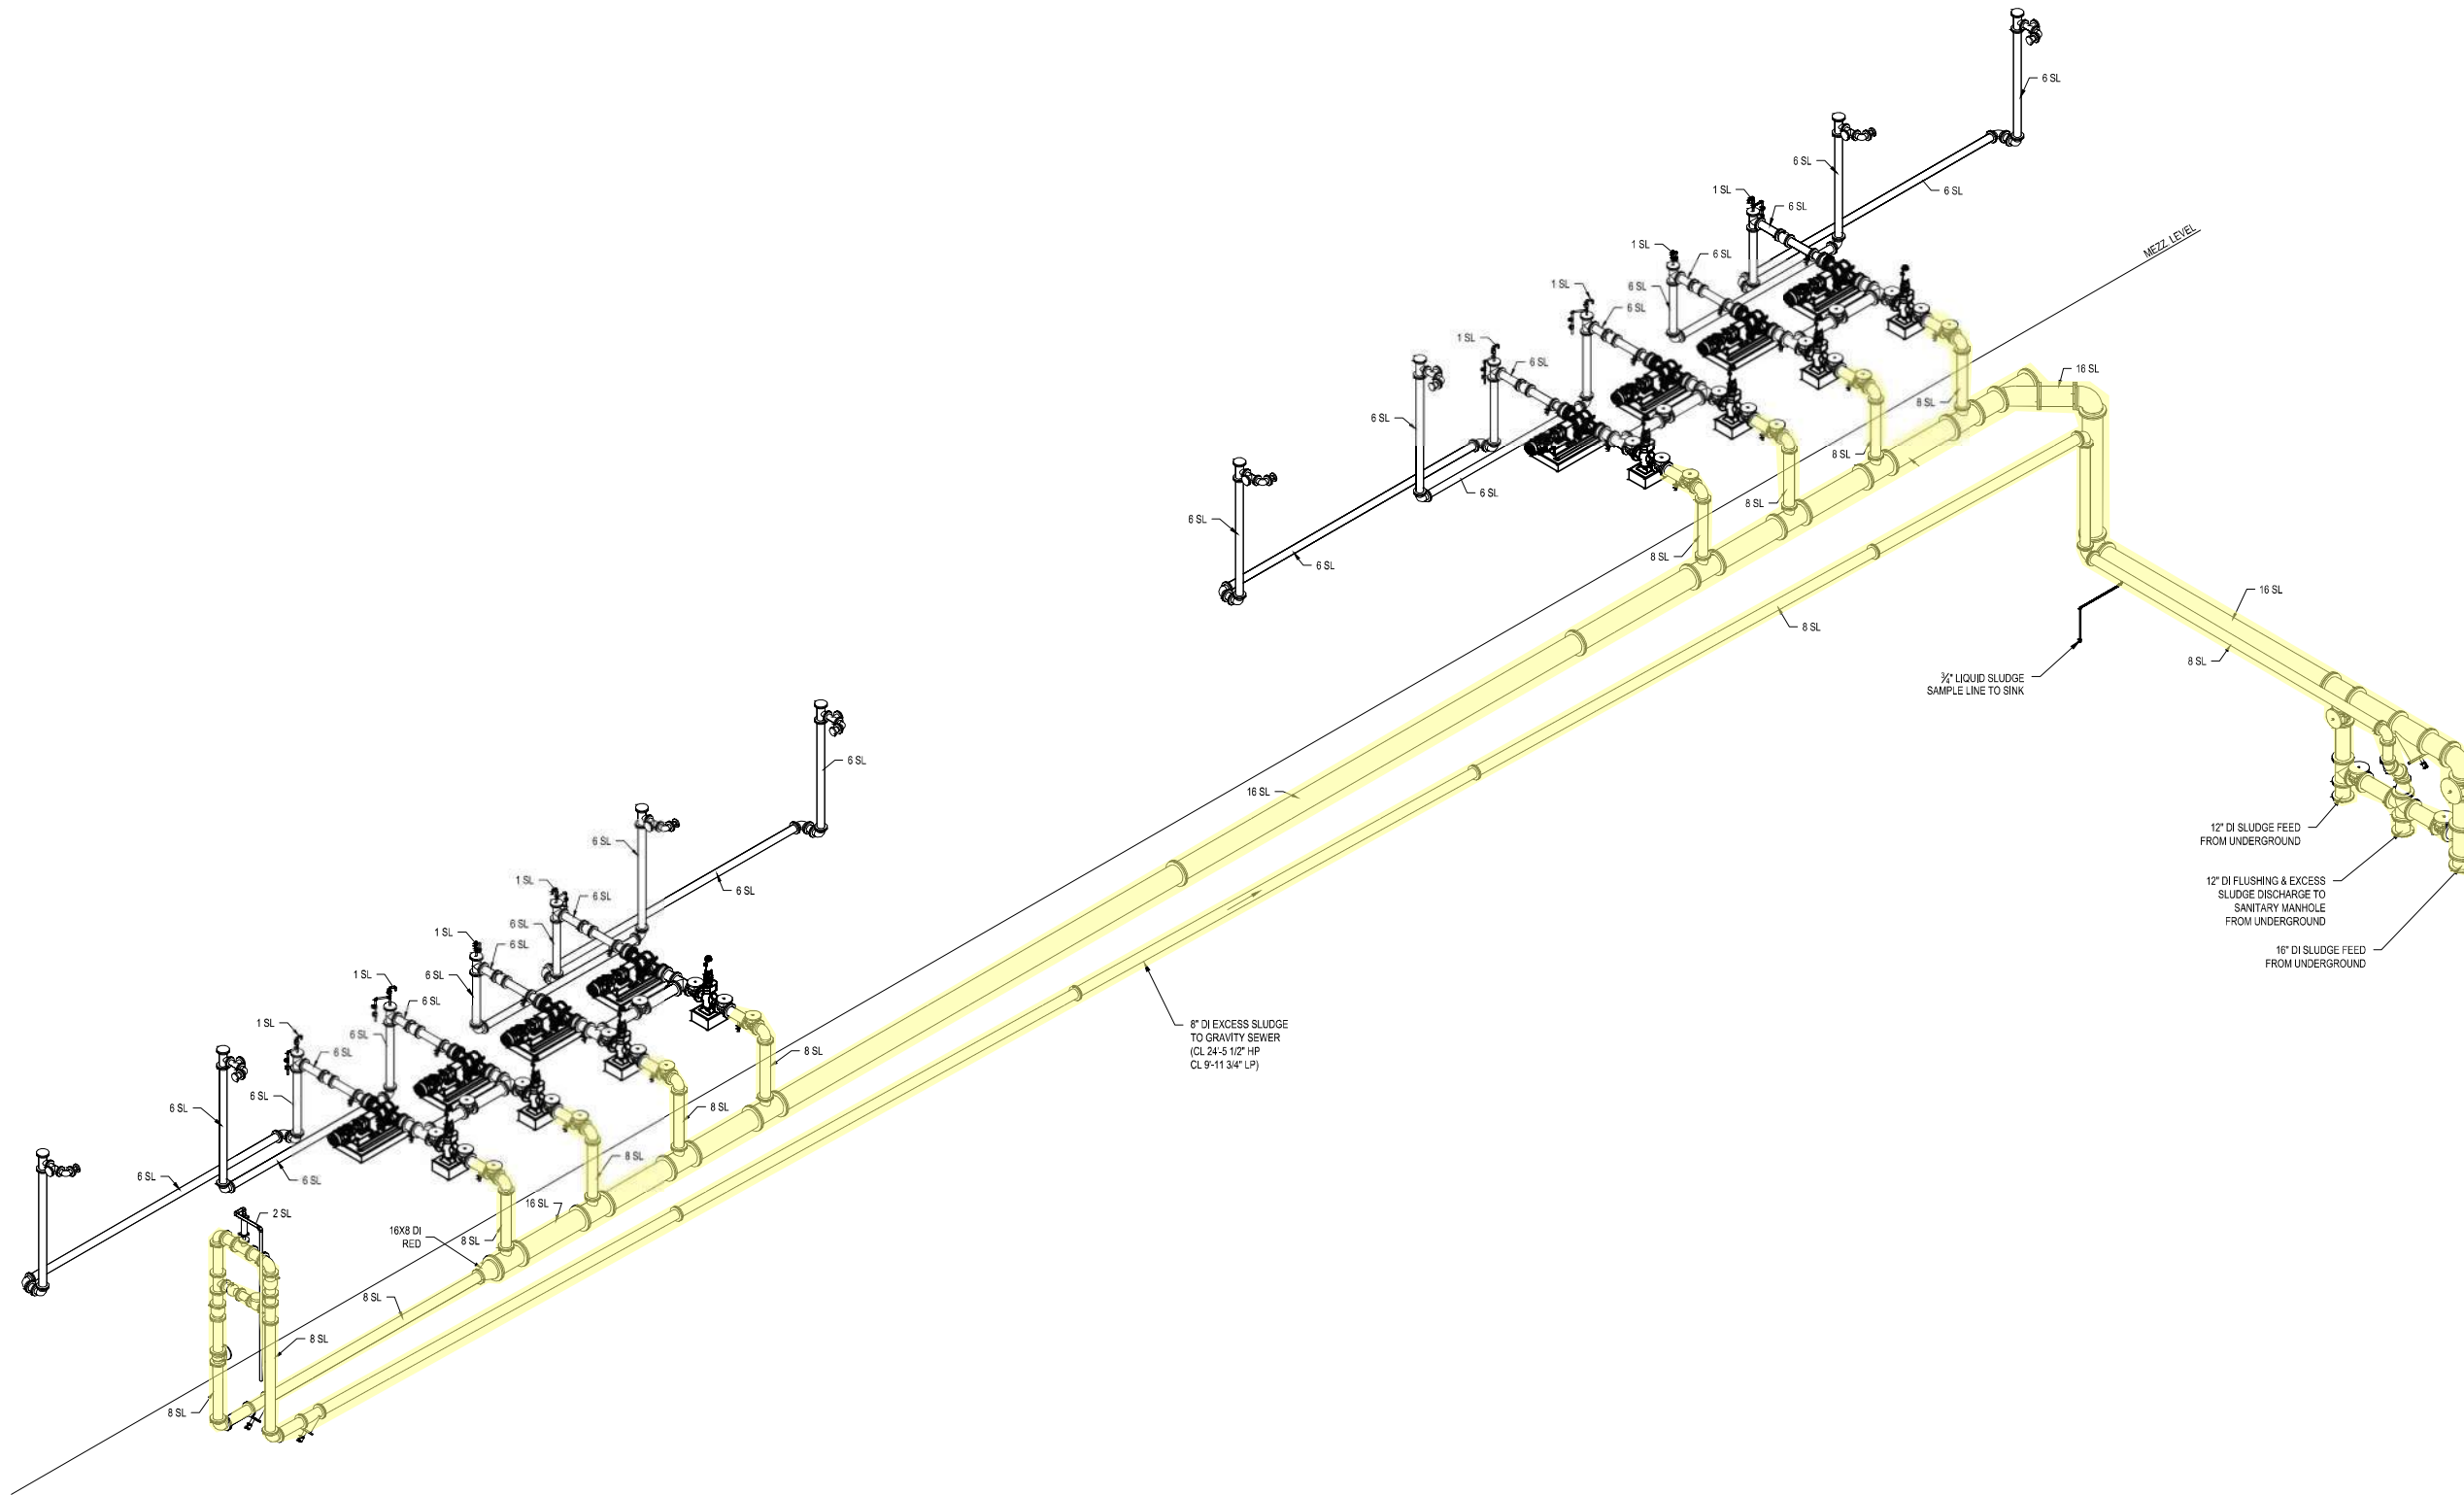 6 SL
6 SL
6 SL
1 SL
6 SL
MEZZ. LEVEL
1 SL
6 SL
1 SL
6 SL
6 SL
1 SL
6 SL
16 SL
8 SL
6 SL
8 SL
6 SL
8 SL
6 SL
8 SL
6 SL
16 SL
8 SL
8 SL
¾" LIQUID SLUDGE
SAMPLE LINE TO SINK
12" DI SLUDGE FEED
FROM UNDERGROUND
12" DI FLUSHING & EXCESS
SLUDGE DISCHARGE TO
SANITARY MANHOLE
FROM UNDERGROUND
16" DI SLUDGE FEED
FROM UNDERGROUND
16 SL
8" DI EXCESS SLUDGE
TO GRAVITY SEWER
(CL 24'-5 1/2" HP
CL 9'-11 3/4" LP)
6 SL
6 SL
6 SL
1 SL
6 SL
6 SL
1 SL
6 SL
6 SL
1 SL
6 SL
6 SL
1 SL
6 SL
6 SL
6 SL
6 SL
6 SL
8 SL
8 SL
8 SL
16 SL
8 SL
16X8 DI
RED
2 SL
8 SL
8 SL
8 SL